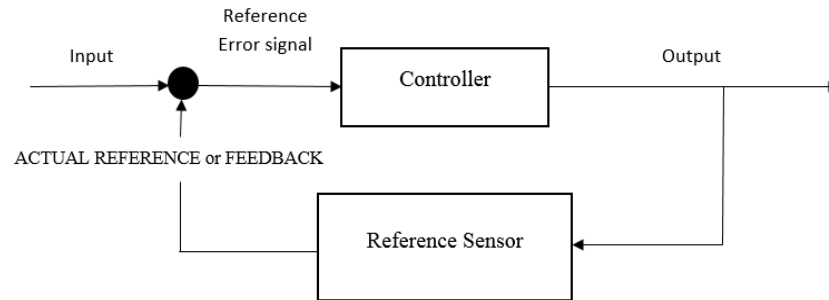 Reference
Error signal
Input
Controller
Output
ACTUAL REFERENCE or FEEDBACK
Reference Sensor